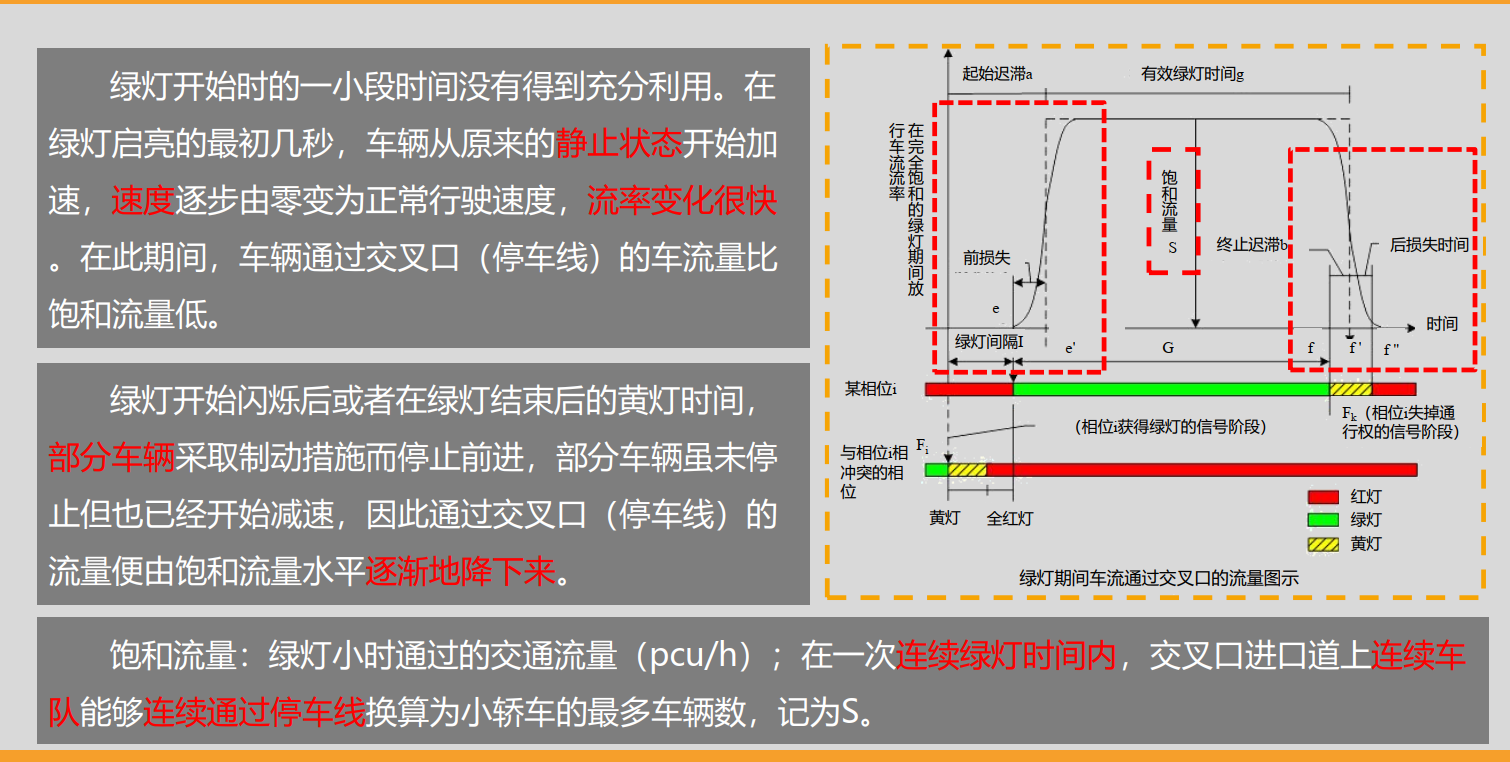 绿灯开始时的一小段时间没有得到充分利用。在
绿灯启亮的最初几秒，车辆从原来的静止状态开始加
速，速度逐步由零变为正常行驶速度，流率变化很快
。在此期间，车辆通过交叉口（停车线）的车流量比
饱和流量低。
绿灯开始闪烁后或者在绿灯结束后的黄灯时间，
部分车辆采取制动措施而停止前进，部分车辆虽未停
止但也已经开始减速，因此通过交叉口（停车线）的
流量便由饱和流量水平逐渐地降下来。
起始迟滞a
有效绿灯时间g
在完全饱和的绿灯期间放
行车流流率
饱和流量
S
终止迟滞b
后损失时间
前损失
e
时间
绿灯间隔I
e'
G
f
f'
f"
某相位i
Fk（相位i失掉通
行权的信号阶段）
（相位i获得绿灯的信号阶段）
Fi
与相位i相
冲突的相
位
黄灯
全红灯
红灯
绿灯
黄灯
绿灯期间车流通过交叉口的流量图示
饱和流量：绿灯小时通过的交通流量（pcu/h）；在一次连续绿灯时间内，交叉口进口道上连续车
队能够连续通过停车线换算为小轿车的最多车辆数，记为S。